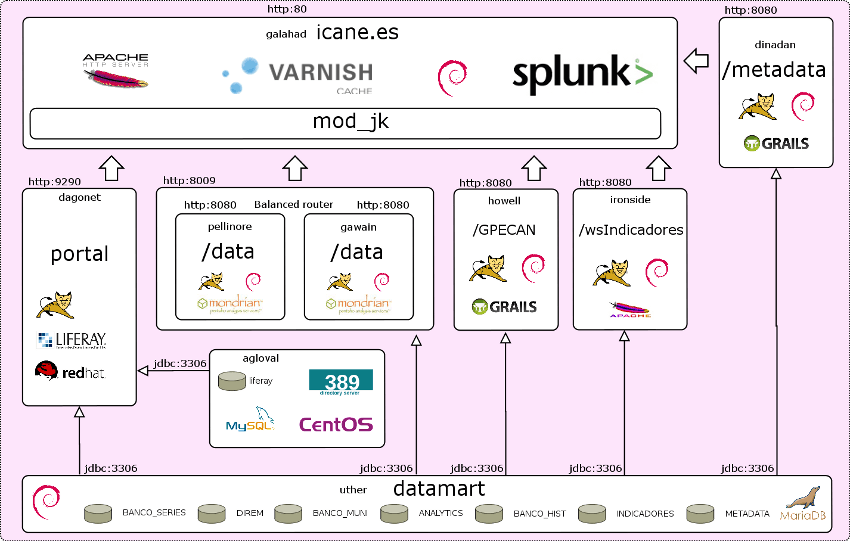 http:80
http:8080
galahad icane.es
dinadan
/metadata
APACHE
HTTP SERVER
VARNISH
CACHE
splunk>
GRAILS
mod_jk
http:9290
http:8009
http:8080
http:8080
dagonet
portal
LIFERAY
redhat.
http:8080 Balanced router http:8080
pellinore
/data
mondrian
gawain
/data
mondrian
howell
/GPECAN
GRAILS
ironside
/wsIndicadores
APACHE
jdbc:3306
agloval
iferay
389
directory server
MySQL
CentOS
jdbc:3306
jdbc:3306
jdbc:3306
jdbc:3306
jdbc:3306
uther datamart
BANCO_SERIES
DIREM
BANCO_MUNI
ANALYTICS
BANCO_HIST
INDICADORES
METADATA
MariaDB